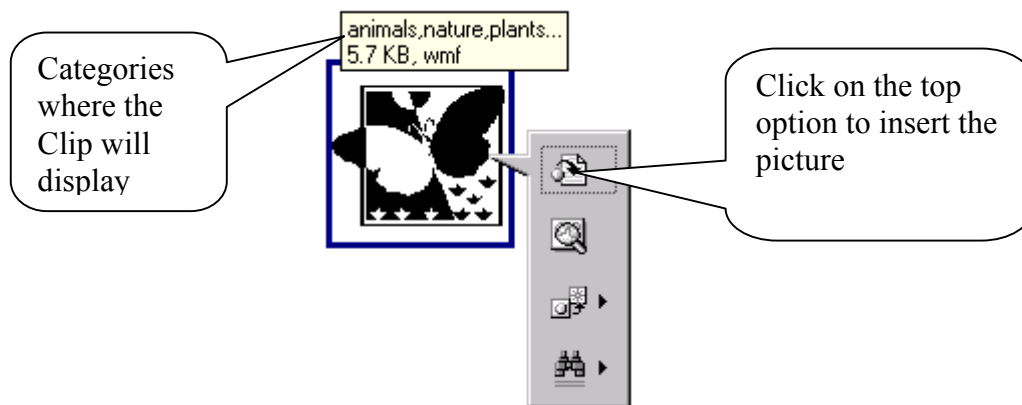 animals,nature,plants...
5.7 KB, wmf
Categories
where the
Clip will
display
Click on the top
option to insert the
picture